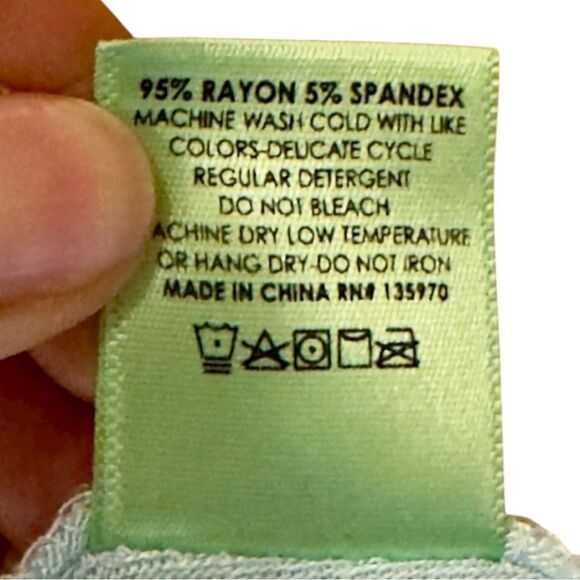 95% RAYON 5% SPANDEX
MACHINE WASH COLD WITH LIKE
COLORS-DELICATE CYCLE
REGULAR DETERGENT
DO NOT BLEACH
ACHINE DRY LOW TEMPERATURE
OR HANG DRY-DO NOT IRON
MADE IN CHINA RN# 135970